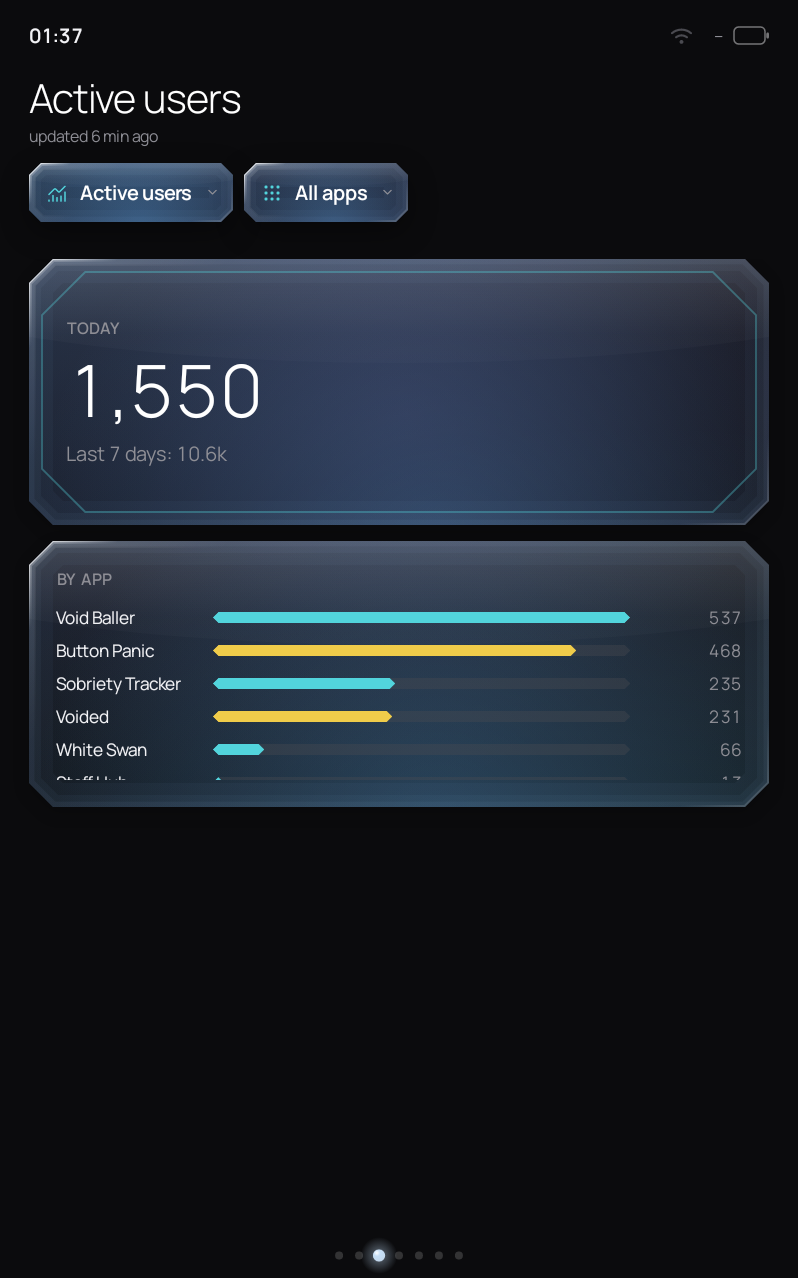 01:37
–
Active users
updated 6 min ago
Active users
All apps
TODAY
1,550
Last 7 days: 10.6k
BY APP
Void Baller 537
Button Panic 468
Sobriety Tracker 235
Voided 231
White Swan 66